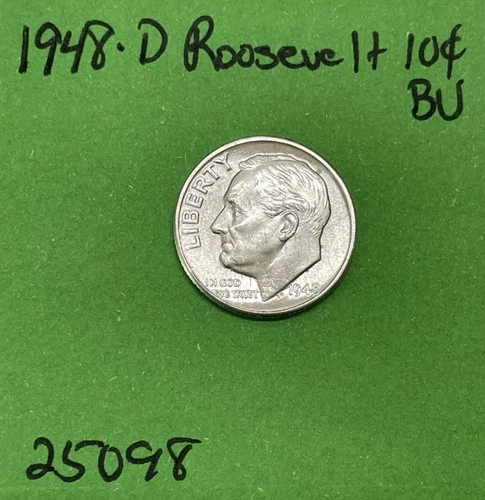 1948·D Roosevelt 10¢
BU
LIBERTY
IN GOD
WE TRUST
1948
25098